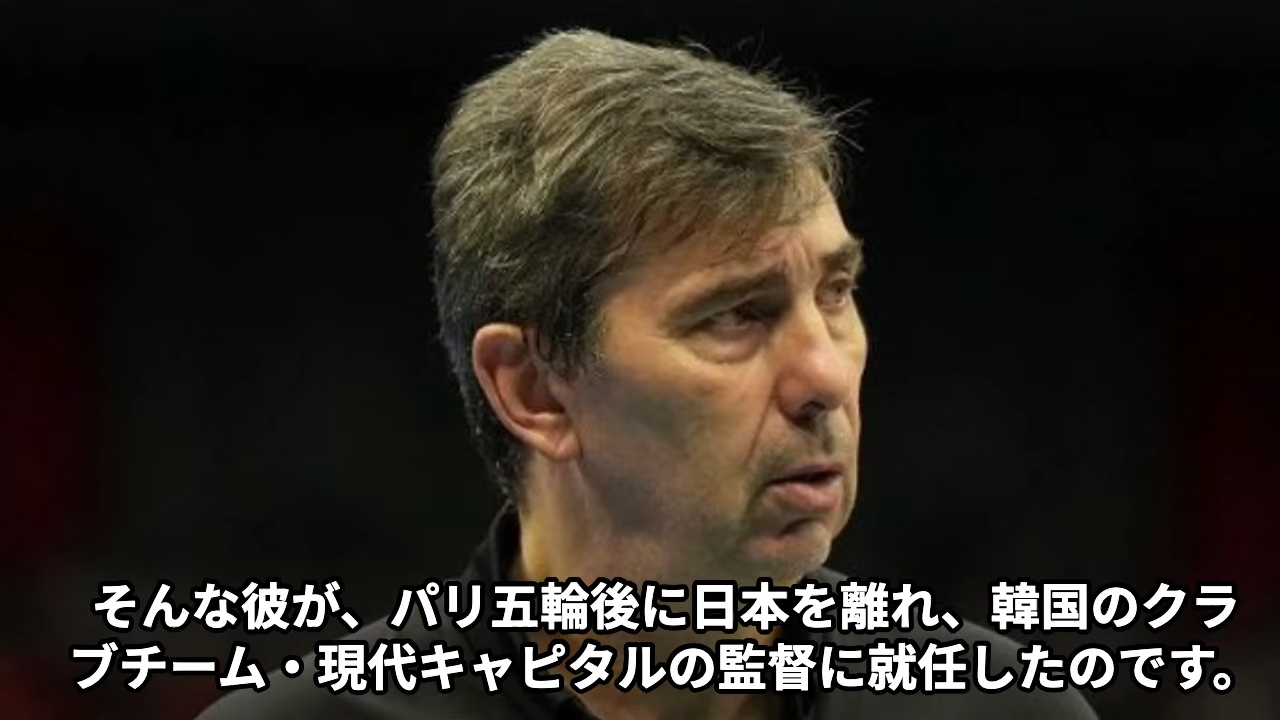 そんな彼が、パリ五輪後に日本を離れ、韓国のクラ
ブチーム・現代キャピタルの監督に就任したのです。